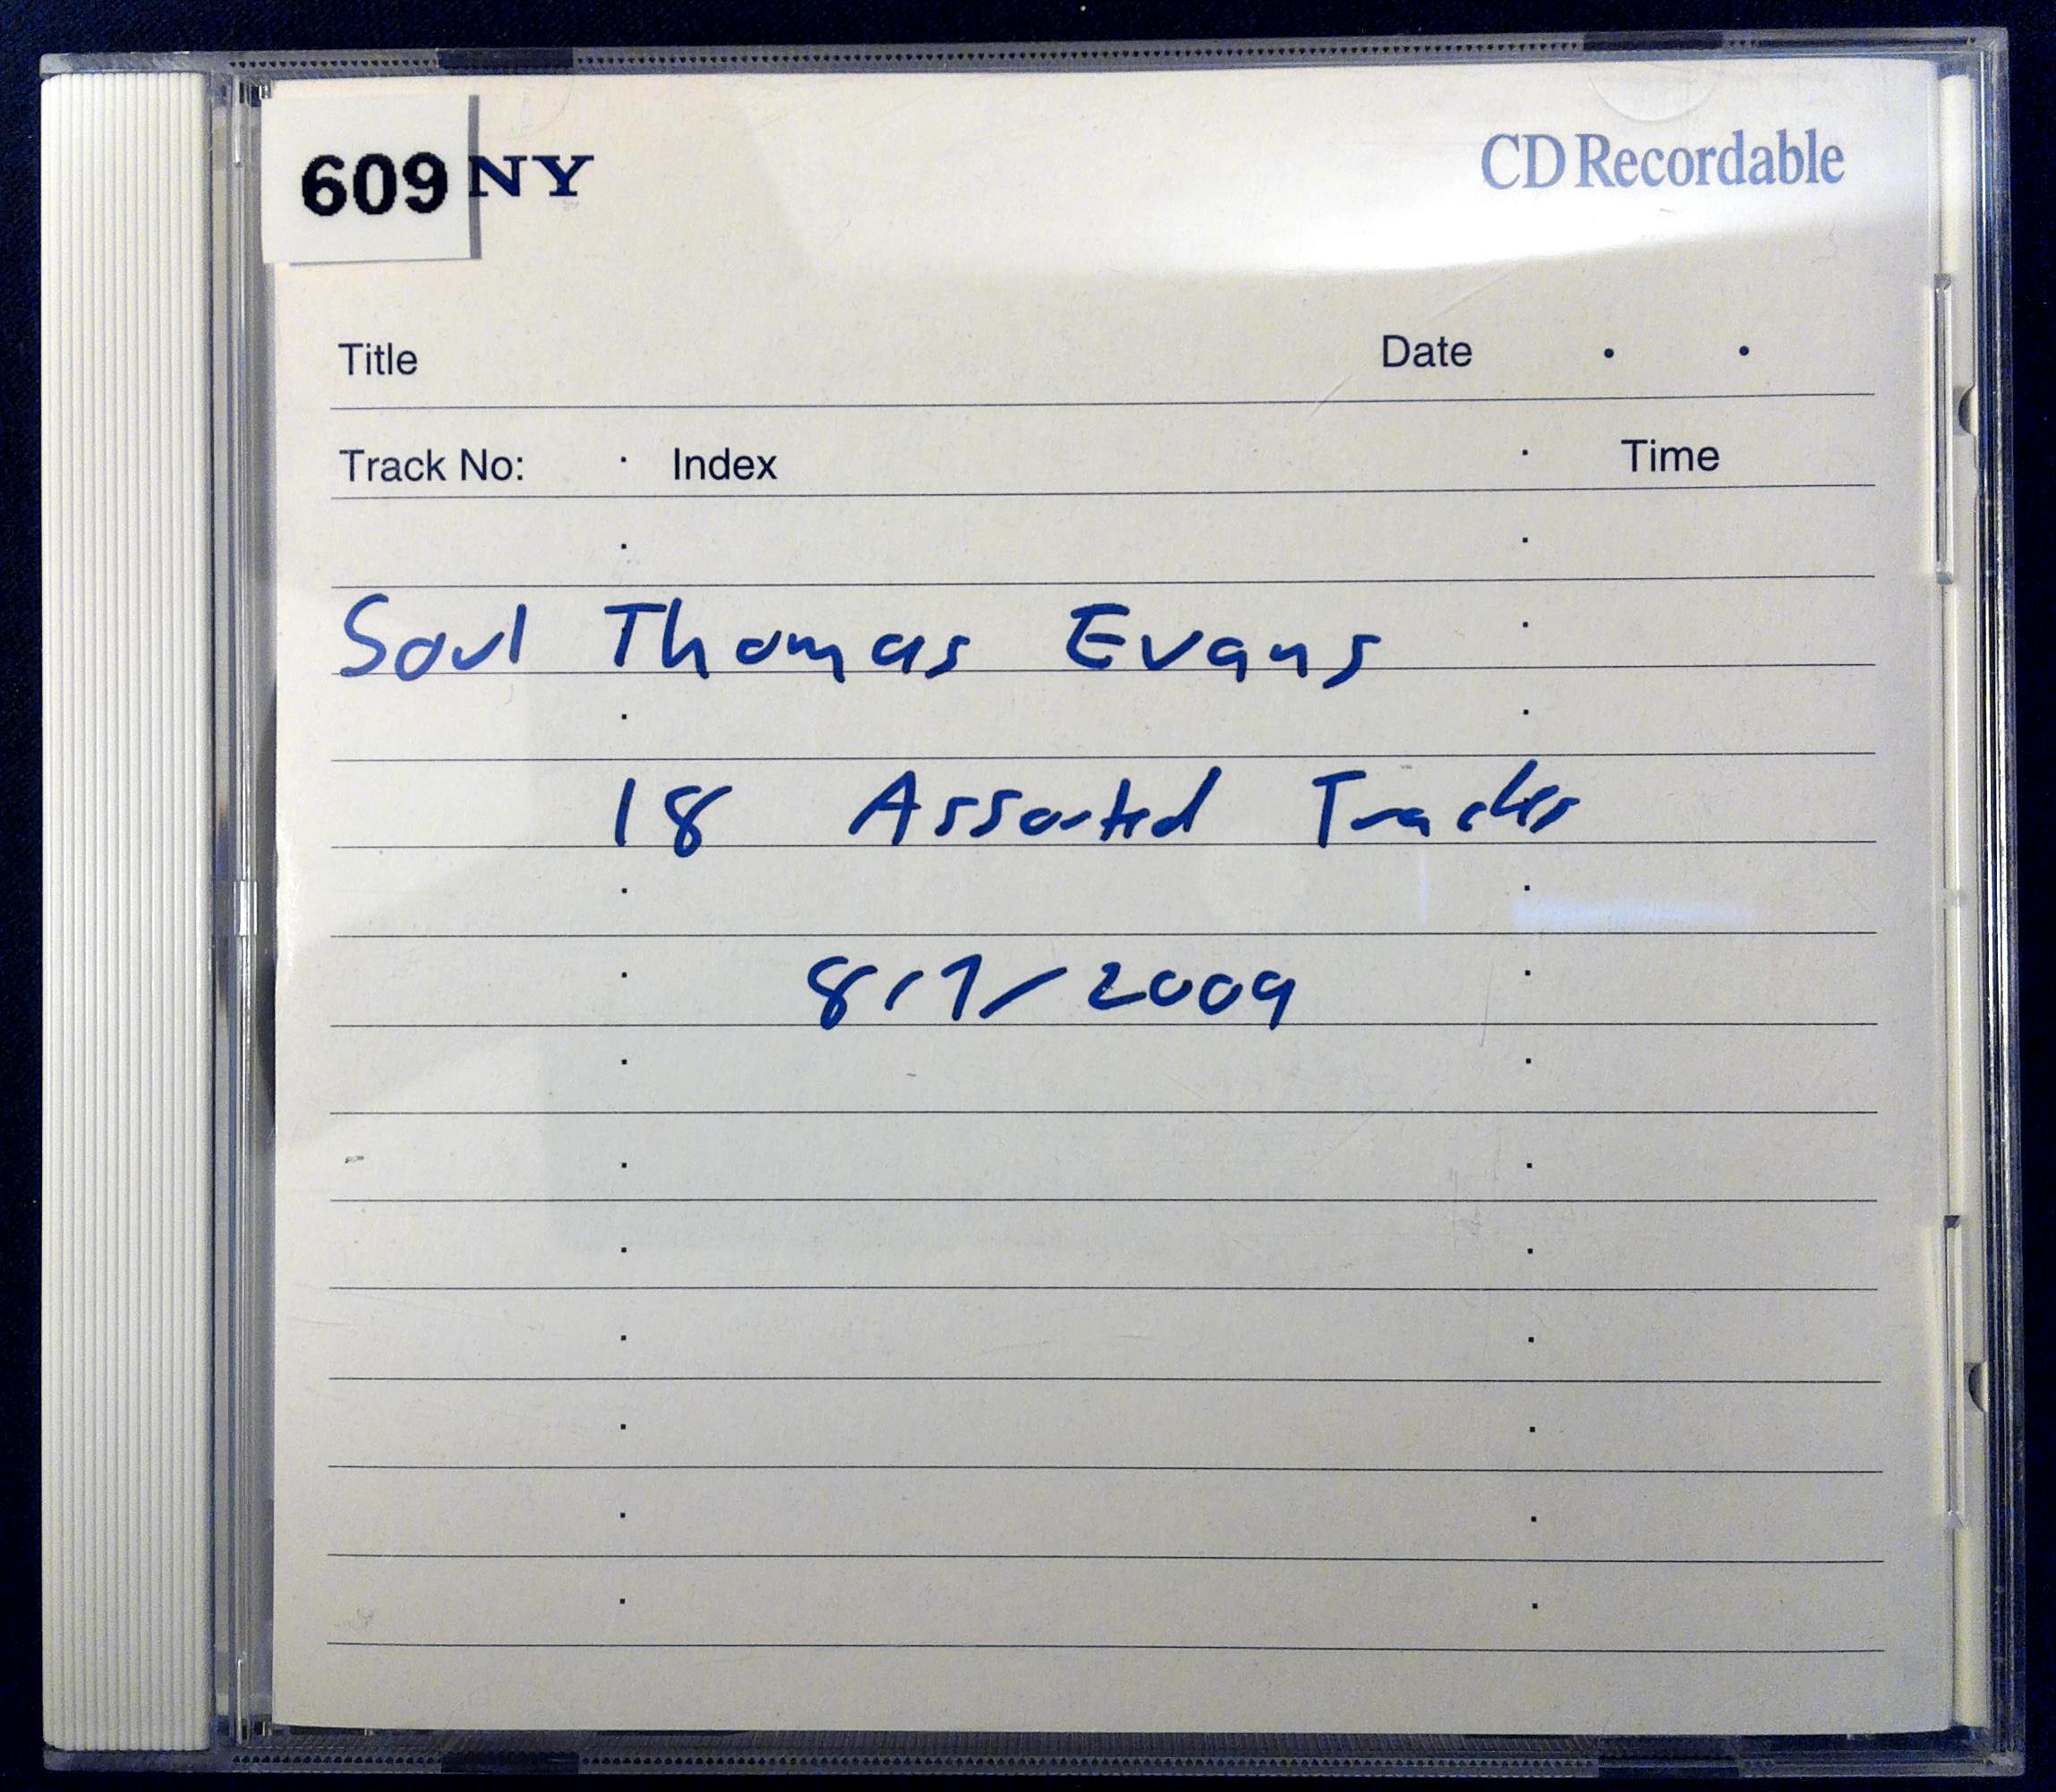 609 NY CD Recordable
Title Date . .
Track No: Index Time
Soul Thomas Evans
18 Assorted Tracks
8/7/2009